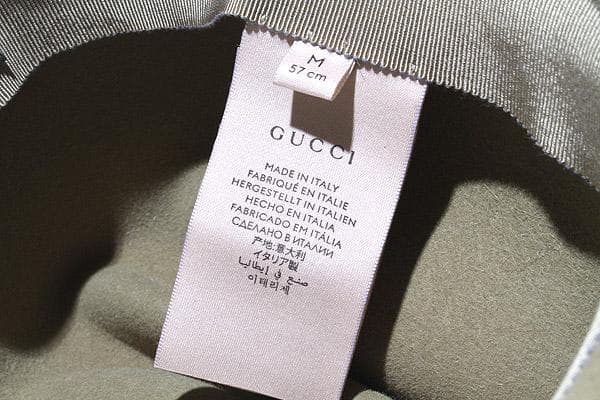 M
57 cm
GUCCI
MADE IN ITALY
FABRIQUÉ EN ITALIE
HERGESTELLT IN ITALIEN
HECHO EN ITALIA
FABRICADO EM ITÁLIA
СДЕЛАНО В ИТАЛИИ
产地:意大利
イタリア製
صنع في إيطاليا
이태리제